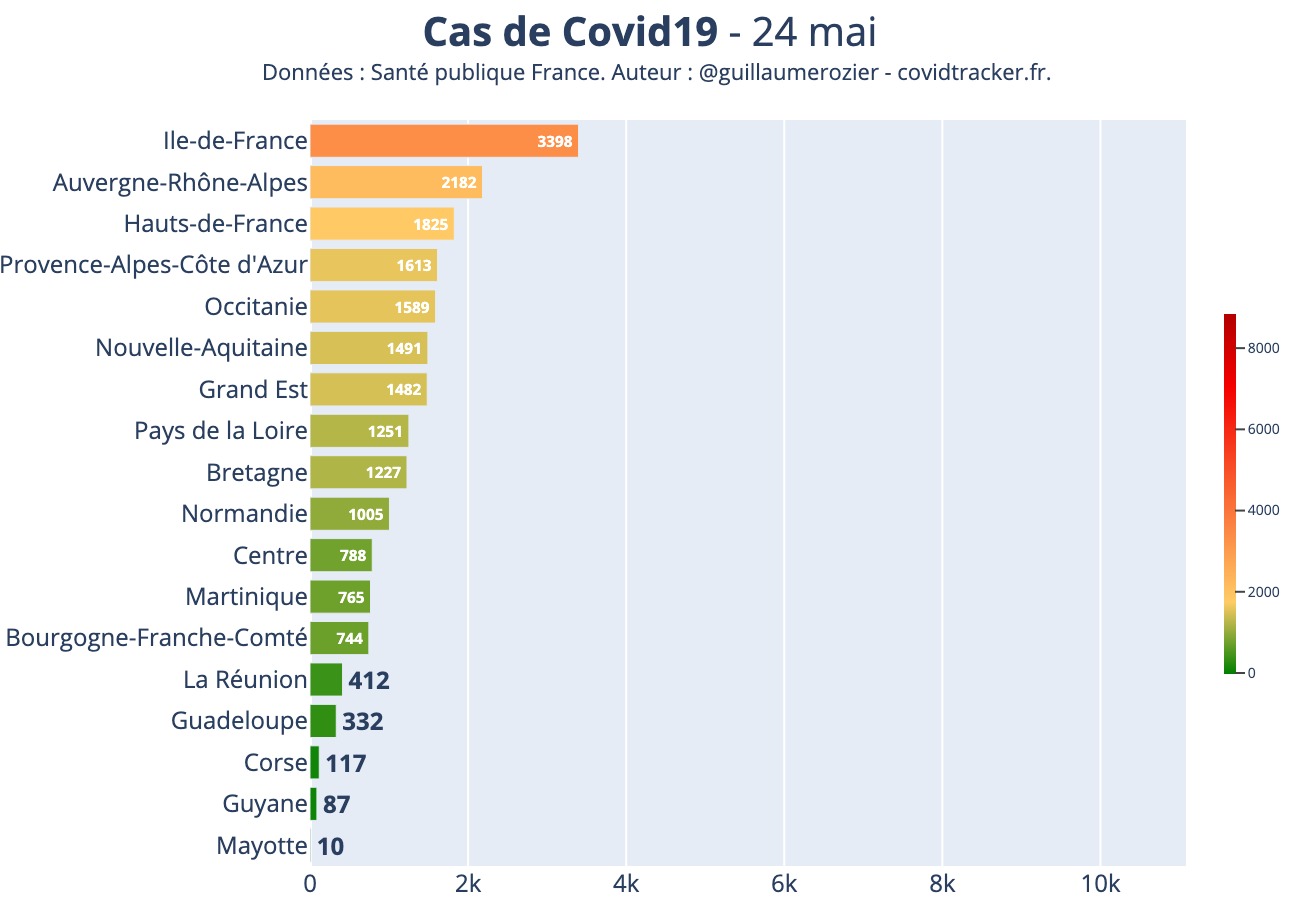 Cas de Covid19 - 24 mai
Données : Santé publique France. Auteur : @guillaumerozier - covidtracker.fr.
Ile-de-France 3398
Auvergne-Rhône-Alpes 2182
Hauts-de-France 1825
Provence-Alpes-Côte d'Azur 1613
Occitanie 1589
Nouvelle-Aquitaine 1491
Grand Est 1482
Pays de la Loire 1251
Bretagne 1227
Normandie 1005
Centre 788
Martinique 765
Bourgogne-Franche-Comté 744
La Réunion 412
Guadeloupe 332
Corse 117
Guyane 87
Mayotte 10
0 2k 4k 6k 8k 10k
8000
6000
4000
2000
0